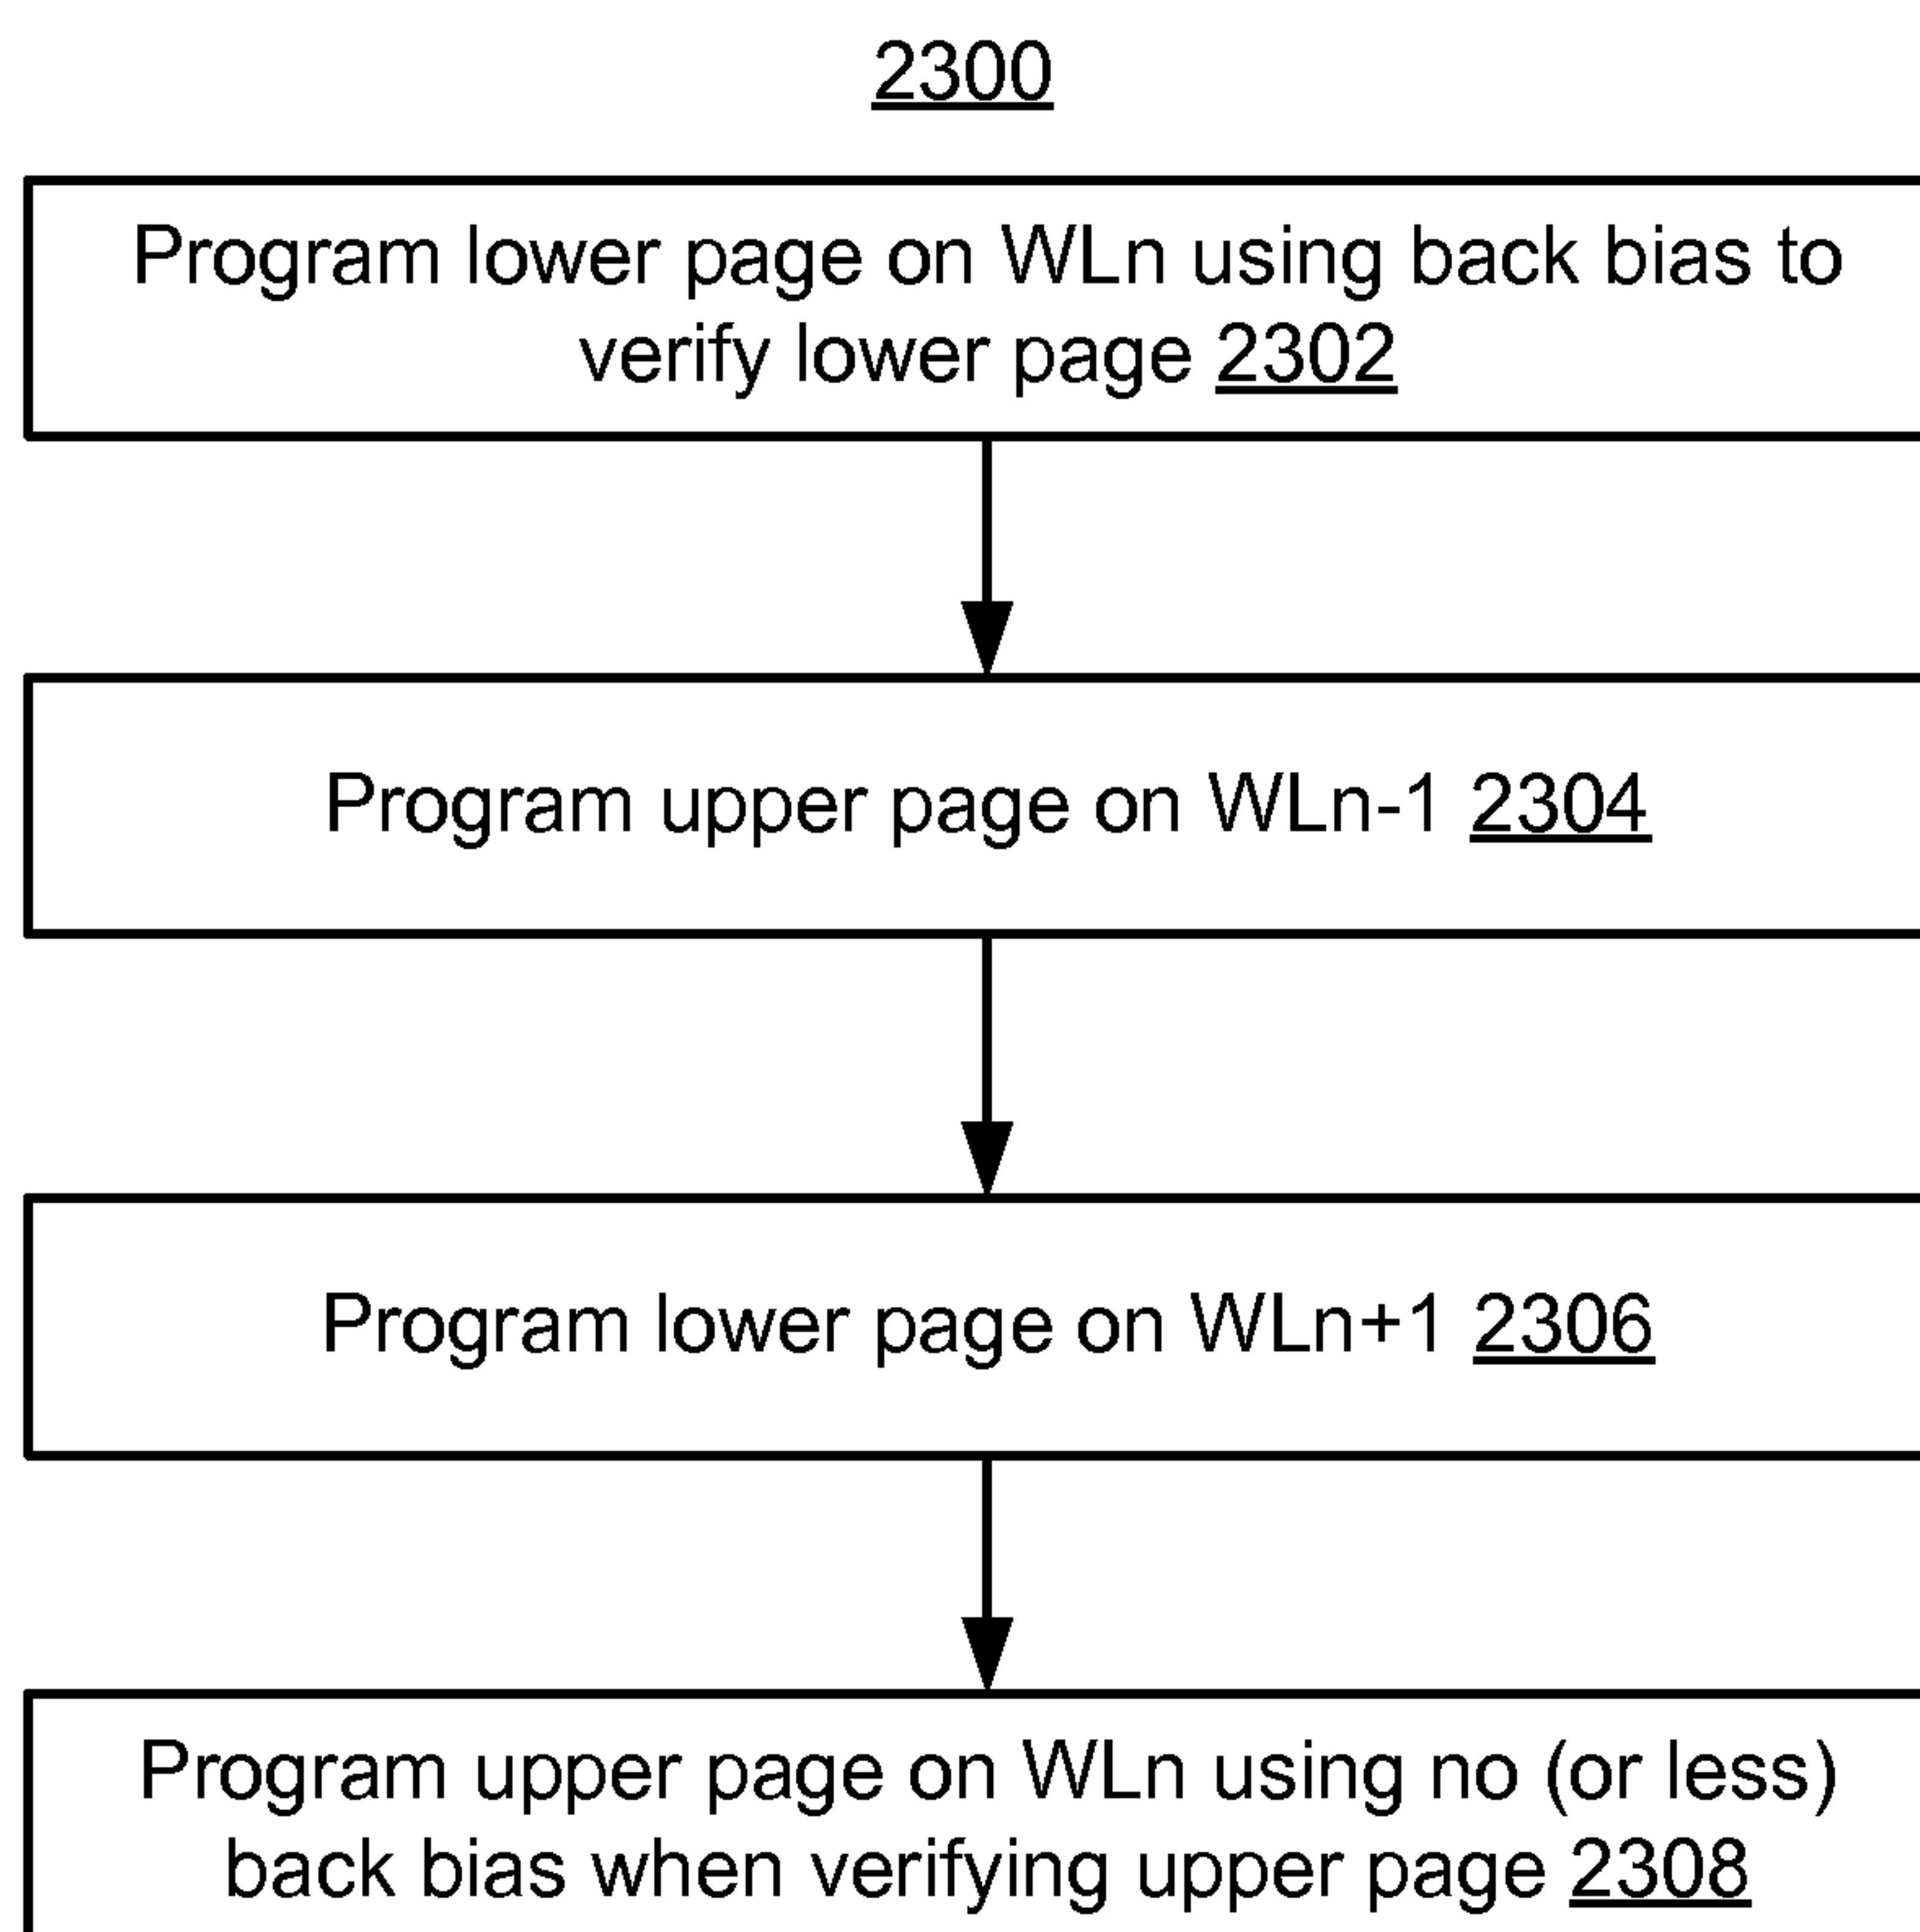 2300
Program lower page on WLn using back bias to
verify lower page 2302
Program upper page on WLn-1 2304
Program lower page on WLn+1 2306
Program upper page on WLn using no (or less)
back bias when verifying upper page 2308